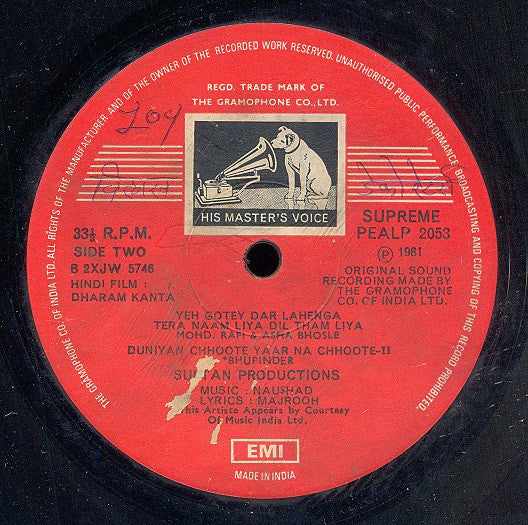 THE GRAMOPHONE CO. OF INDIA LTD. ALL RIGHTS OF THE MANUFACTURER AND OF THE OWNER OF THE RECORDED WORK RESERVED. UNAUTHORISED PUBLIC PERFORMANCE BROADCASTING AND COPYING OF THIS RECORD PROHIBITED.
REGD. TRADE MARK OF
THE GRAMOPHONE CO., LTD.
HIS MASTER'S VOICE
33⅓ R.P.M.
SIDE TWO
B 2XJW 5746
HINDI FILM :
DHARAM KANTA
SUPREME
PEALP 2053
Ⓟ 1981
ORIGINAL SOUND
RECORDING MADE BY
THE GRAMOPHONE
CO. OF INDIA LTD.
YEH GOTEY DAR LAHENGA
TERA NAAM LIYA DIL THAM LIYA
MOHD. RAFI & ASHA BHOSLE
DUNIYAN CHHOOTE YAAR NA CHHOOTE-II
*BHUPINDER
SULTAN PRODUCTIONS
MUSIC : NAUSHAD
LYRICS : MAJROOH
This Artiste Appears by Courtesy
Of Music India Ltd.
EMI
MADE IN INDIA